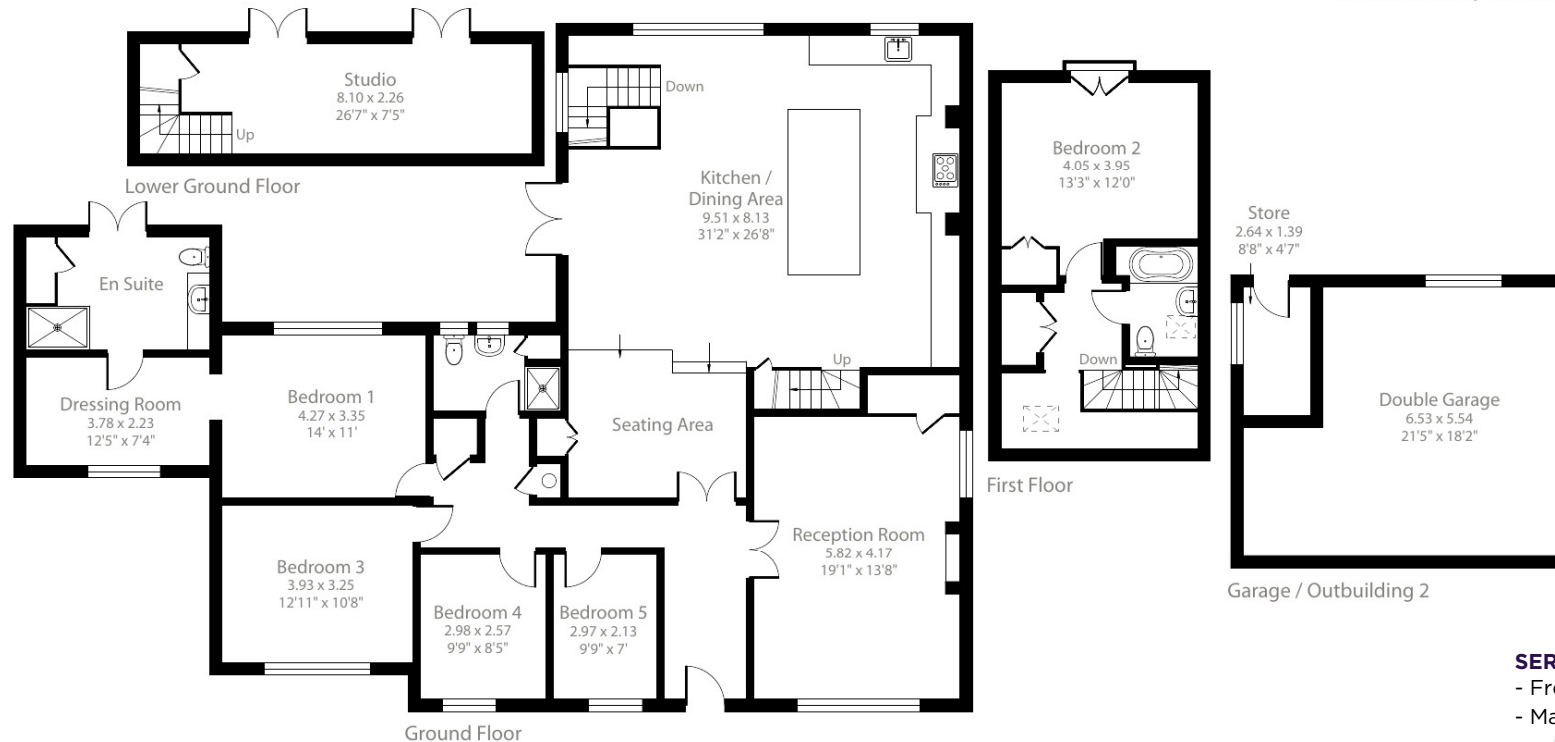 Studio
8.10 x 2.26
26'7" x 7'5"
Up
Lower Ground Floor
Down
Kitchen /
Dining Area
9.51 x 8.13
31'2" x 26'8"
En Suite
Dressing Room
3.78 x 2.23
12'5" x 7'4"
Bedroom 1
4.27 x 3.35
14' x 11'
Seating Area
Up
Bedroom 3
3.93 x 3.25
12'11" x 10'8"
Bedroom 4
2.98 x 2.57
9'9" x 8'5"
Bedroom 5
2.97 x 2.13
9'9" x 7'
Reception Room
5.82 x 4.17
19'1" x 13'8"
Ground Floor
Bedroom 2
4.05 x 3.95
13'3" x 12'0"
Down
First Floor
Store
2.64 x 1.39
8'8" x 4'7"
Double Garage
6.53 x 5.54
21'5" x 18'2"
Garage / Outbuilding 2
SER
- Fr
- Ma